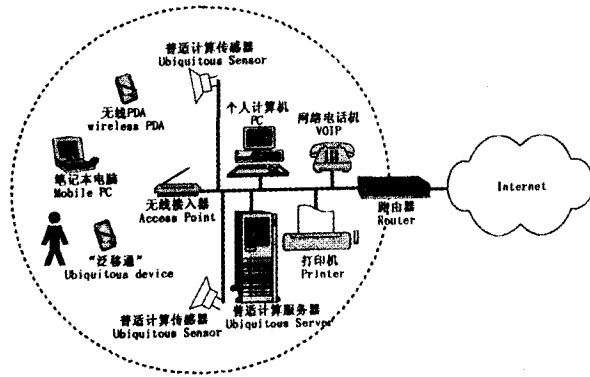 普适计算传感器
Ubiquitous Sensor
无线PDA
wireless PDA
个人计算机
PC
网络电话机
VOIP
笔记本电脑
Mobile PC
无线接入器
Access Point
路由器
Router
Internet
“泛移通”
Ubiquitous device
打印机
Printer
普适计算传感器
Ubiquitous Sensor
普适计算服务器
Ubiquitous Server